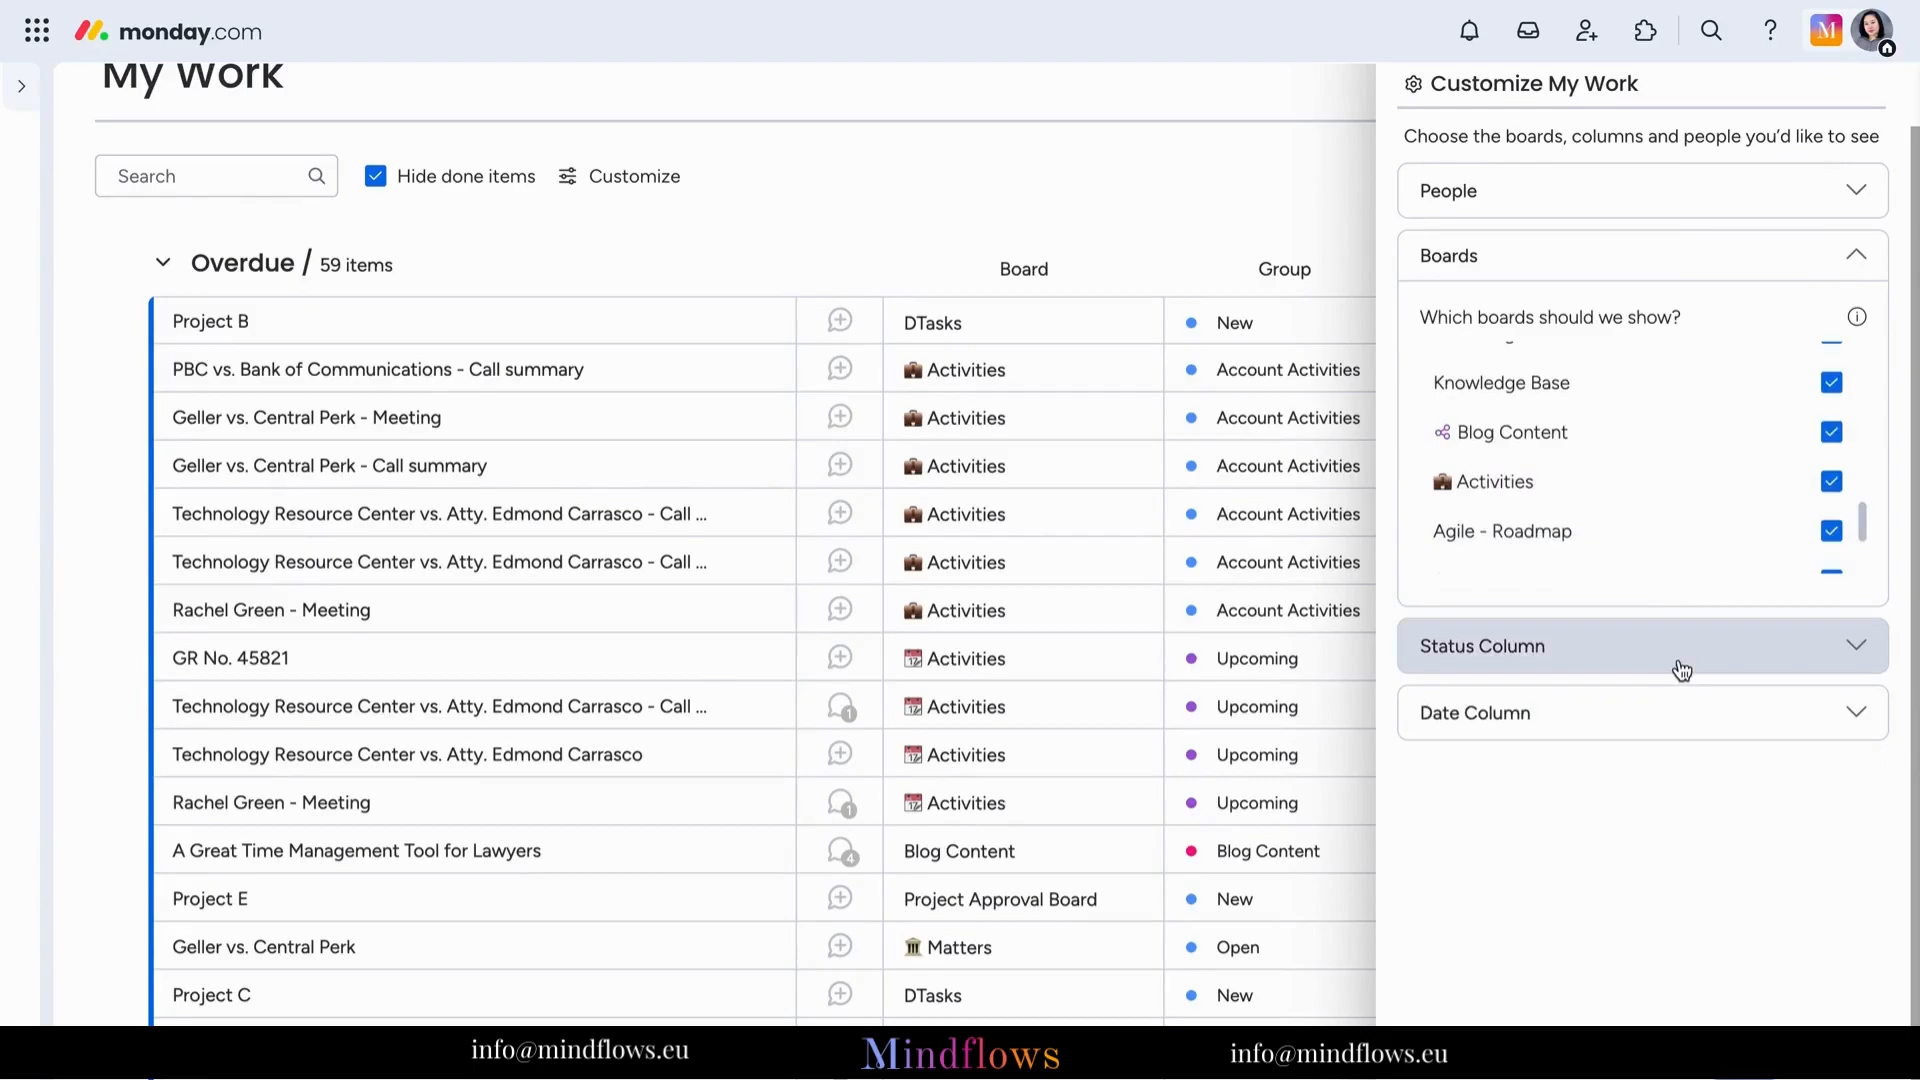 monday.com
M
My Work
Search
Hide done items
Customize
Overdue / 59 items
Board
Group
Project B
DTasks
New
PBC vs. Bank of Communications - Call summary
Activities
Account Activities
Geller vs. Central Perk - Meeting
Activities
Account Activities
Geller vs. Central Perk - Call summary
Activities
Account Activities
Technology Resource Center vs. Atty. Edmond Carrasco - Call ...
Activities
Account Activities
Technology Resource Center vs. Atty. Edmond Carrasco - Call ...
Activities
Account Activities
Rachel Green - Meeting
Activities
Account Activities
GR No. 45821
Activities
Upcoming
Technology Resource Center vs. Atty. Edmond Carrasco - Call ...
1
Activities
Upcoming
Technology Resource Center vs. Atty. Edmond Carrasco
Activities
Upcoming
Rachel Green - Meeting
1
Activities
Upcoming
A Great Time Management Tool for Lawyers
4
Blog Content
Blog Content
Project E
Project Approval Board
New
Geller vs. Central Perk
Matters
Open
Project C
DTasks
New
Customize My Work
Choose the boards, columns and people you'd like to see
People
Boards
Which boards should we show?
Knowledge Base
Blog Content
Activities
Agile - Roadmap
Status Column
Date Column
info@mindflows.eu
Mindflows
info@mindflows.eu